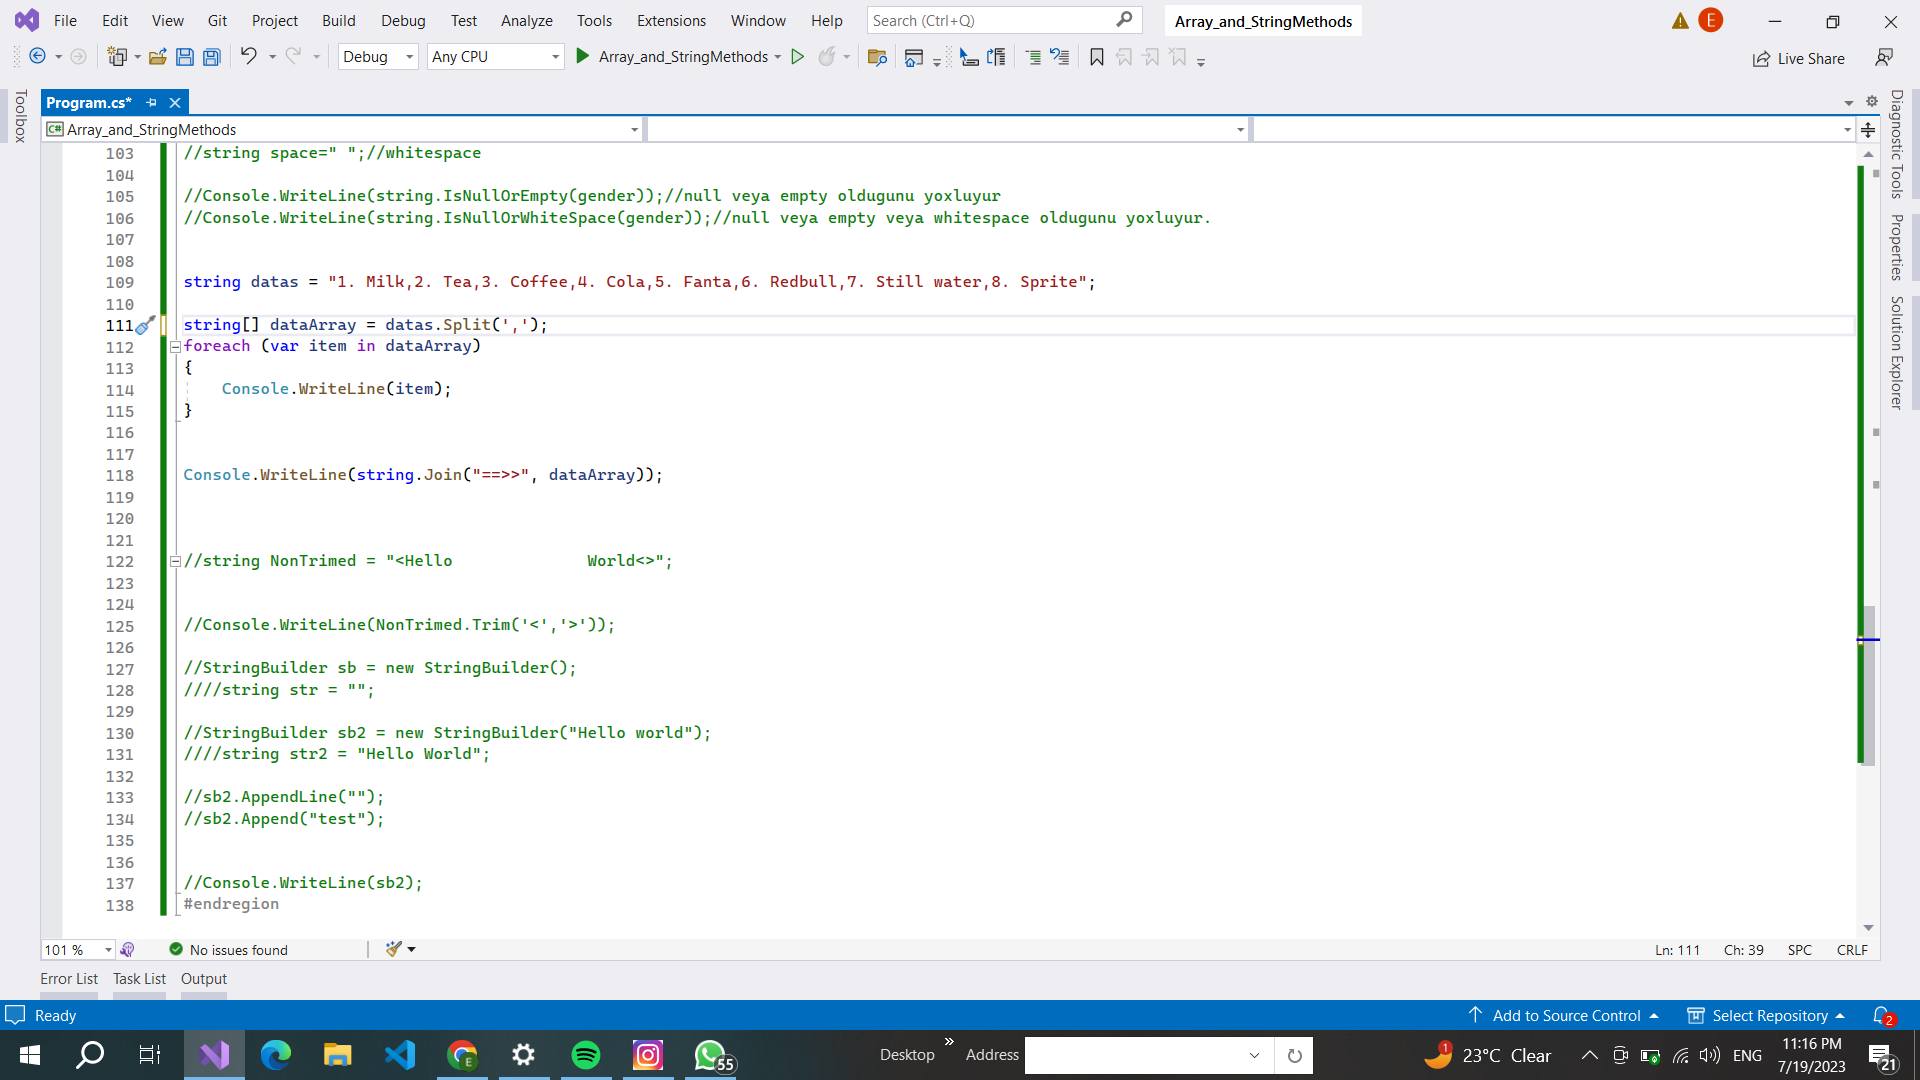 File Edit View Git Project Build Debug Test Analyze Tools Extensions Window Help Search (Ctrl+Q) Array_and_StringMethods E
Debug Any CPU Array_and_StringMethods Live Share
Toolbox
Program.cs*
Array_and_StringMethods
103 //string space=" ";//whitespace
104
105 //Console.WriteLine(string.IsNullOrEmpty(gender));//null veya empty oldugunu yoxluyur
106 //Console.WriteLine(string.IsNullOrWhiteSpace(gender));//null veya empty veya whitespace oldugunu yoxluyur.
107
108
109 string datas = "1. Milk,2. Tea,3. Coffee,4. Cola,5. Fanta,6. Redbull,7. Still water,8. Sprite";
110
111 string[] dataArray = datas.Split(',');
112 foreach (var item in dataArray)
113 {
114 Console.WriteLine(item);
115 }
116
117
118 Console.WriteLine(string.Join("==>>", dataArray));
119
120
121
122 //string NonTrimed = "<Hello World<>";
123
124
125 //Console.WriteLine(NonTrimed.Trim('<','>'));
126
127 //StringBuilder sb = new StringBuilder();
128 ////string str = "";
129
130 //StringBuilder sb2 = new StringBuilder("Hello world");
131 ////string str2 = "Hello World";
132
133 //sb2.AppendLine("");
134 //sb2.Append("test");
135
136
137 //Console.WriteLine(sb2);
138 #endregion
Diagnostic Tools
Properties
Solution Explorer
101 % No issues found Ln: 111 Ch: 39 SPC CRLF
Error List Task List Output
Ready Add to Source Control Select Repository 2
E 55 Desktop Address 1 23°C Clear ENG 11:16 PM 7/19/2023 21